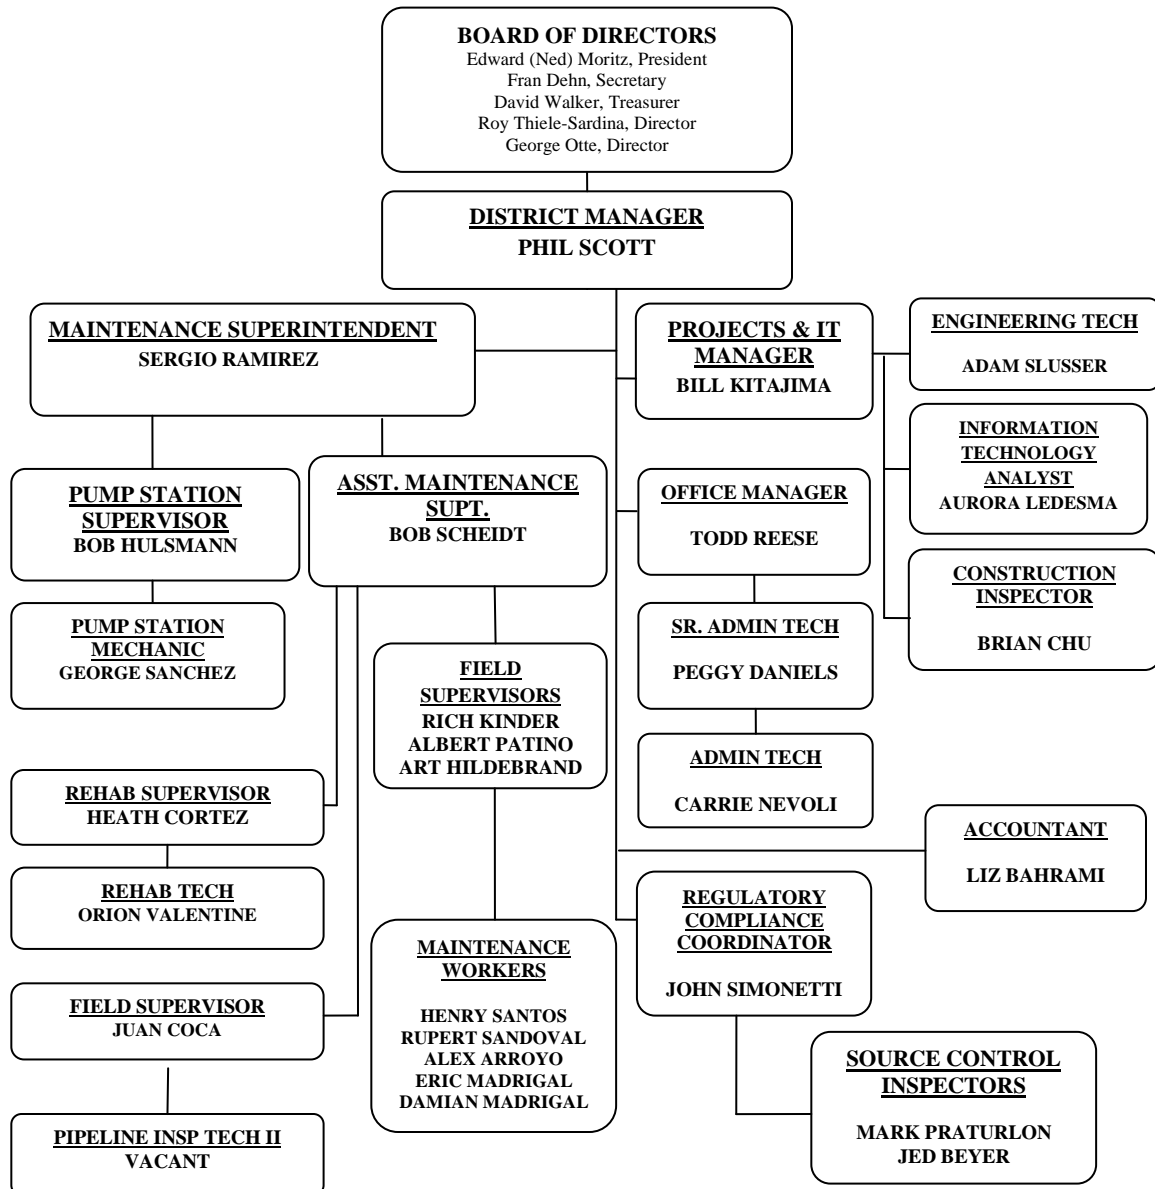 BOARD OF DIRECTORS
Edward (Ned) Moritz, President
Fran Dehn, Secretary
David Walker, Treasurer
Roy Thiele-Sardina, Director
George Otte, Director
DISTRICT MANAGER
PHIL SCOTT
MAINTENANCE SUPERINTENDENT
SERGIO RAMIREZ
PROJECTS & IT
MANAGER
BILL KITAJIMA
ENGINEERING TECH
ADAM SLUSSER
INFORMATION
TECHNOLOGY
ANALYST
AURORA LEDESMA
CONSTRUCTION
INSPECTOR
BRIAN CHU
PUMP STATION
SUPERVISOR
BOB HULSMANN
ASST. MAINTENANCE
SUPT.
BOB SCHEIDT
OFFICE MANAGER
TODD REESE
PUMP STATION
MECHANIC
GEORGE SANCHEZ
FIELD
SUPERVISORS
RICH KINDER
ALBERT PATINO
ART HILDEBRAND
SR. ADMIN TECH
PEGGY DANIELS
ADMIN TECH
CARRIE NEVOLI
REHAB SUPERVISOR
HEATH CORTEZ
REHAB TECH
ORION VALENTINE
ACCOUNTANT
LIZ BAHRAMI
REGULATORY
COMPLIANCE
COORDINATOR
JOHN SIMONETTI
MAINTENANCE
WORKERS
HENRY SANTOS
RUPERT SANDOVAL
ALEX ARROYO
ERIC MADRIGAL
DAMIAN MADRIGAL
FIELD SUPERVISOR
JUAN COCA
SOURCE CONTROL
INSPECTORS
MARK PRATURLON
JED BEYER
PIPELINE INSP TECH II
VACANT